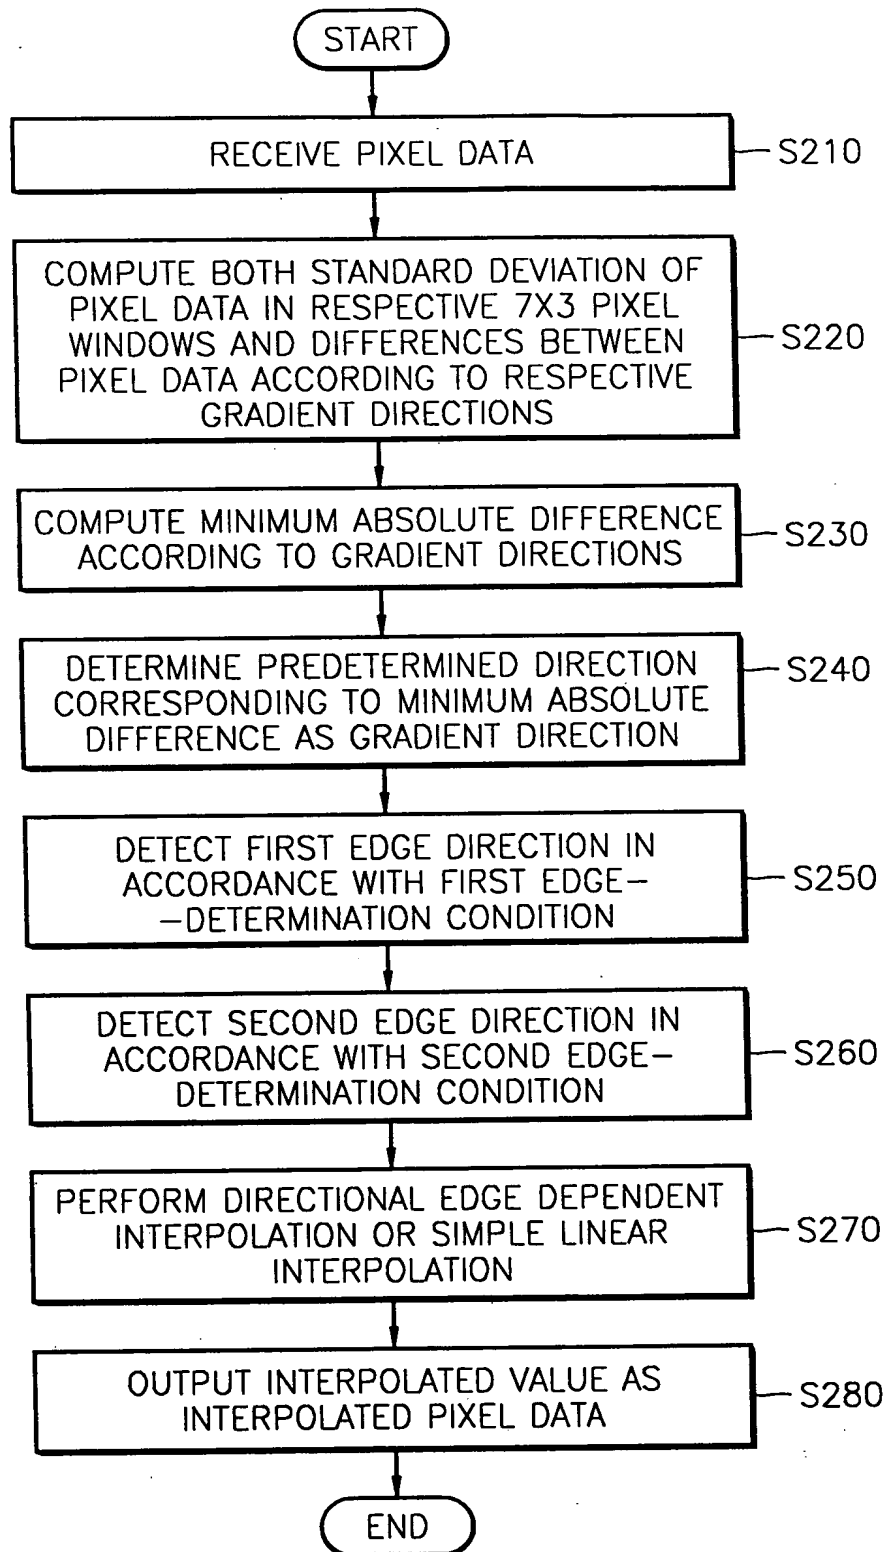 START
RECEIVE PIXEL DATA
S210
COMPUTE BOTH STANDARD DEVIATION OF
PIXEL DATA IN RESPECTIVE 7X3 PIXEL
WINDOWS AND DIFFERENCES BETWEEN
PIXEL DATA ACCORDING TO RESPECTIVE
GRADIENT DIRECTIONS
S220
COMPUTE MINIMUM ABSOLUTE DIFFERENCE
ACCORDING TO GRADIENT DIRECTIONS
S230
DETERMINE PREDETERMINED DIRECTION
CORRESPONDING TO MINIMUM ABSOLUTE
DIFFERENCE AS GRADIENT DIRECTION
S240
DETECT FIRST EDGE DIRECTION IN
ACCORDANCE WITH FIRST EDGE-
-DETERMINATION CONDITION
S250
DETECT SECOND EDGE DIRECTION IN
ACCORDANCE WITH SECOND EDGE-
DETERMINATION CONDITION
S260
PERFORM DIRECTIONAL EDGE DEPENDENT
INTERPOLATION OR SIMPLE LINEAR
INTERPOLATION
S270
OUTPUT INTERPOLATED VALUE AS
INTERPOLATED PIXEL DATA
S280
END